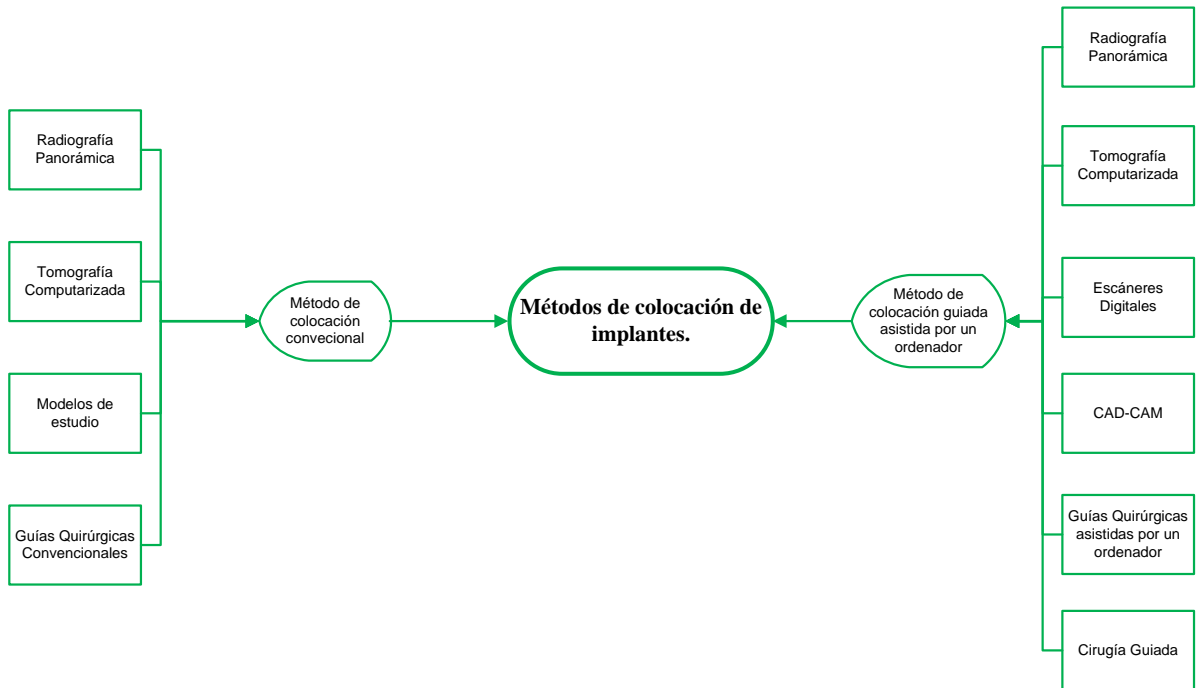 Radiografía
Panorámica
Tomografía
Computarizada
Modelos de
estudio
Guías Quirúrgicas
Convencionales
Método de
colocación
convecional
Métodos de colocación de
implantes.
Método de
colocación guiada
asistida por un
ordenador
Radiografía
Panorámica
Tomografía
Computarizada
Escáneres
Digitales
CAD-CAM
Guías Quirúrgicas
asistidas por un
ordenador
Cirugía Guiada